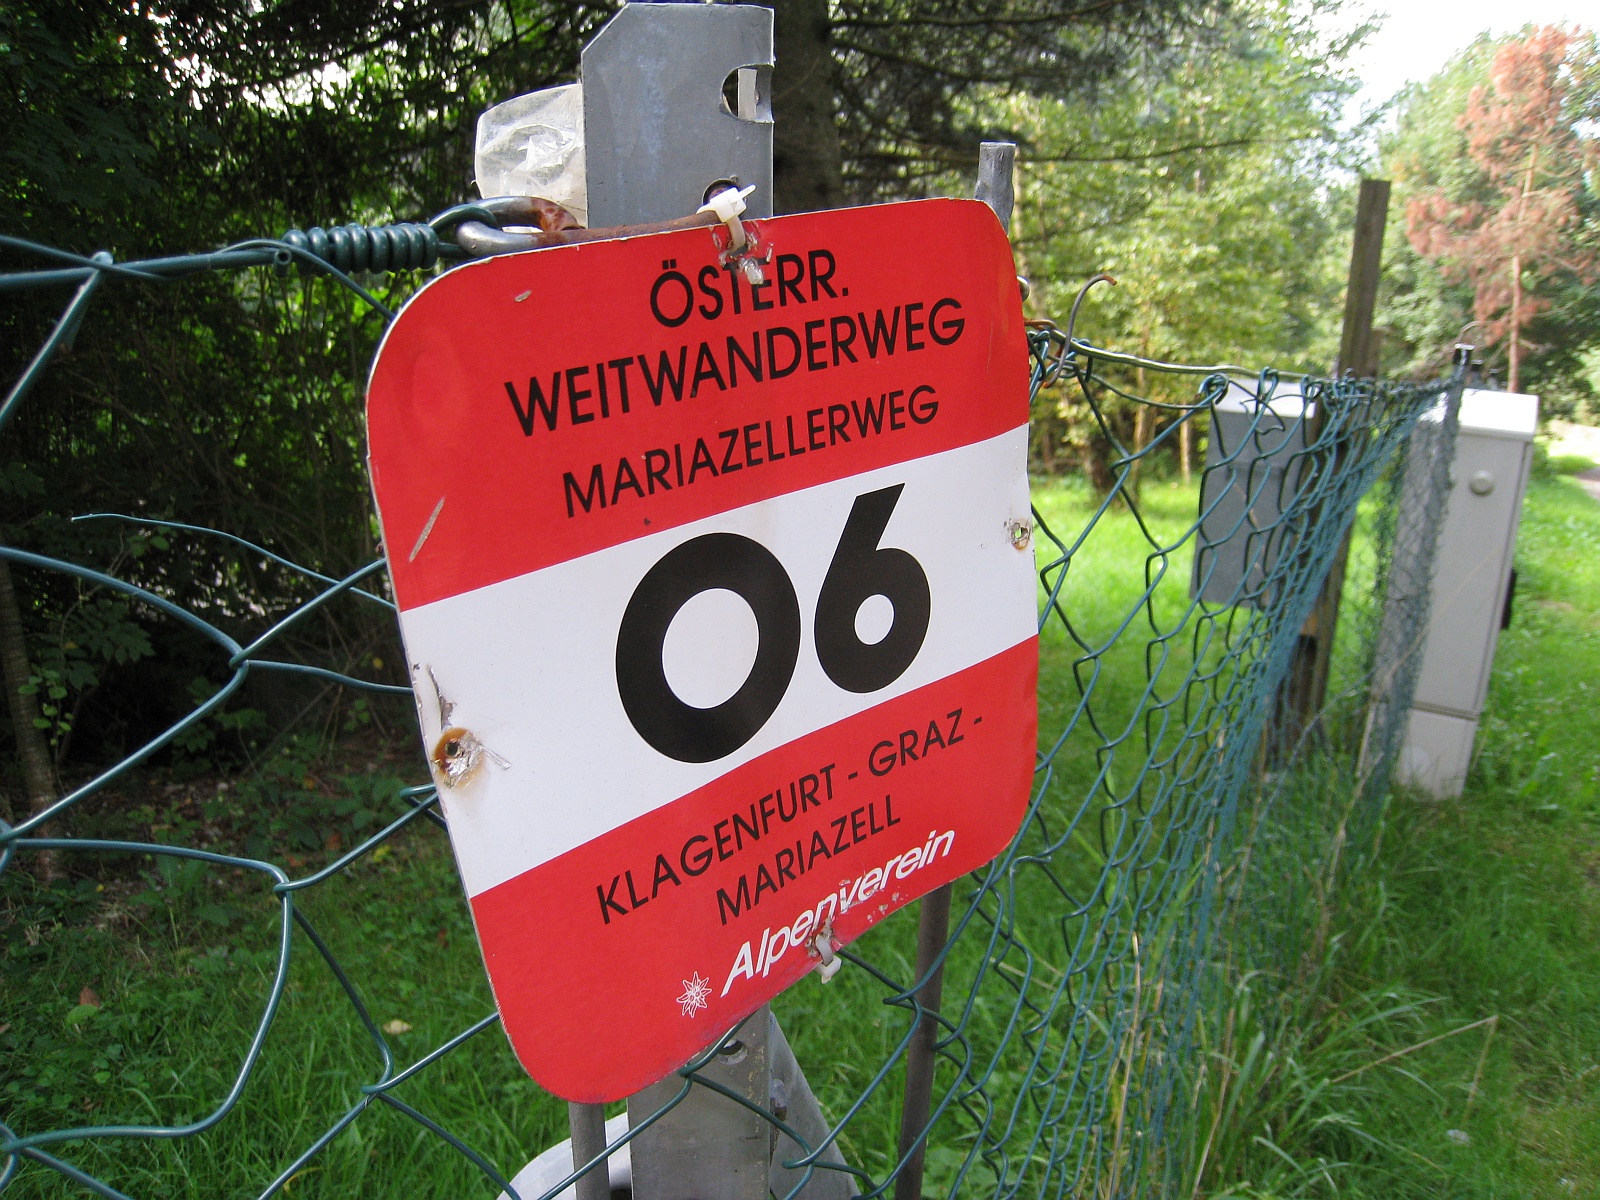 ÖSTERR.
WEITWANDERWEG
MARIAZELLERWEG
06
KLAGENFURT - GRAZ -
MARIAZELL
Alpenverein